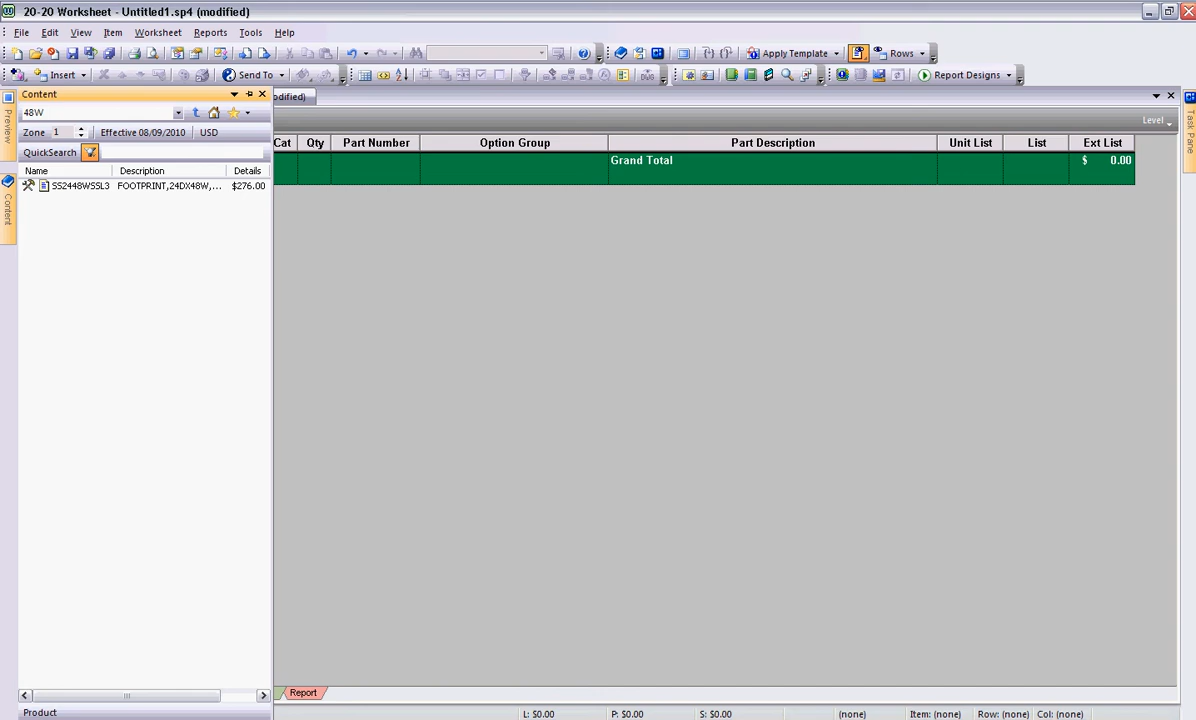 20-20 Worksheet - Untitled1.sp4 (modified)
File Edit View Item Worksheet Reports Tools Help
Apply Template Rows
Insert Send To Report Designs
Content
odified)
48W
Level
Zone 1 Effective 08/09/2010 USD
QuickSearch
Cat Qty Part Number Option Group Part Description Unit List List Ext List
Grand Total $ 0.00
Name Description Details
SS2448WSSL3 FOOTPRINT,24DX48W,... $276.00
Preview
Content
Task Pane
Report
Product
L: $0.00 P: $0.00 S: $0.00 (none) Item: (none) Row: (none) Col: (none)